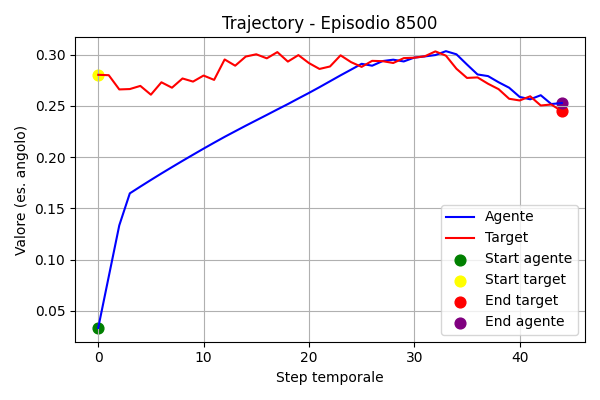 Trajectory - Episodio 8500
Valore (es. angolo)
0.30
0.25
0.20
0.15
0.10
0.05
0
10
20
30
40
Step temporale
Agente
Target
Start agente
Start target
End target
End agente